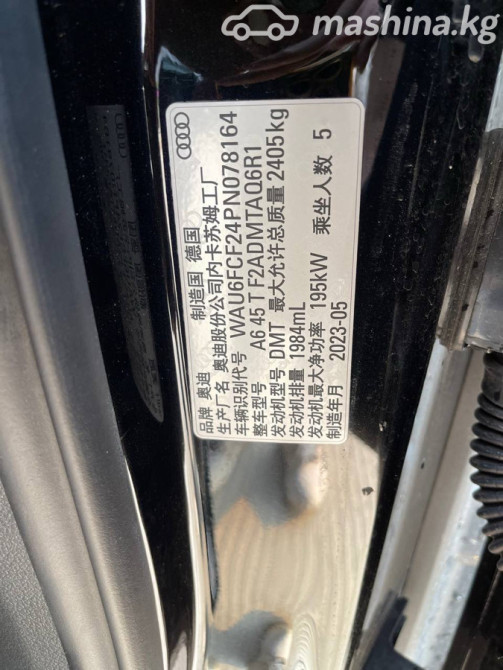 mashina.kg
品牌 奥迪 制造国 德国
生产厂名 奥迪股份公司内卡苏姆工厂
车辆识别代号 WAU6FCF24PN078164
整车型号 A6 45 T F2ADMTAQ6R1
发动机型号 DMT 最大允许总质量 2405kg
发动机排量 1984mL
发动机最大净功率 195kW 乘坐人数 5
制造年月 2023-05